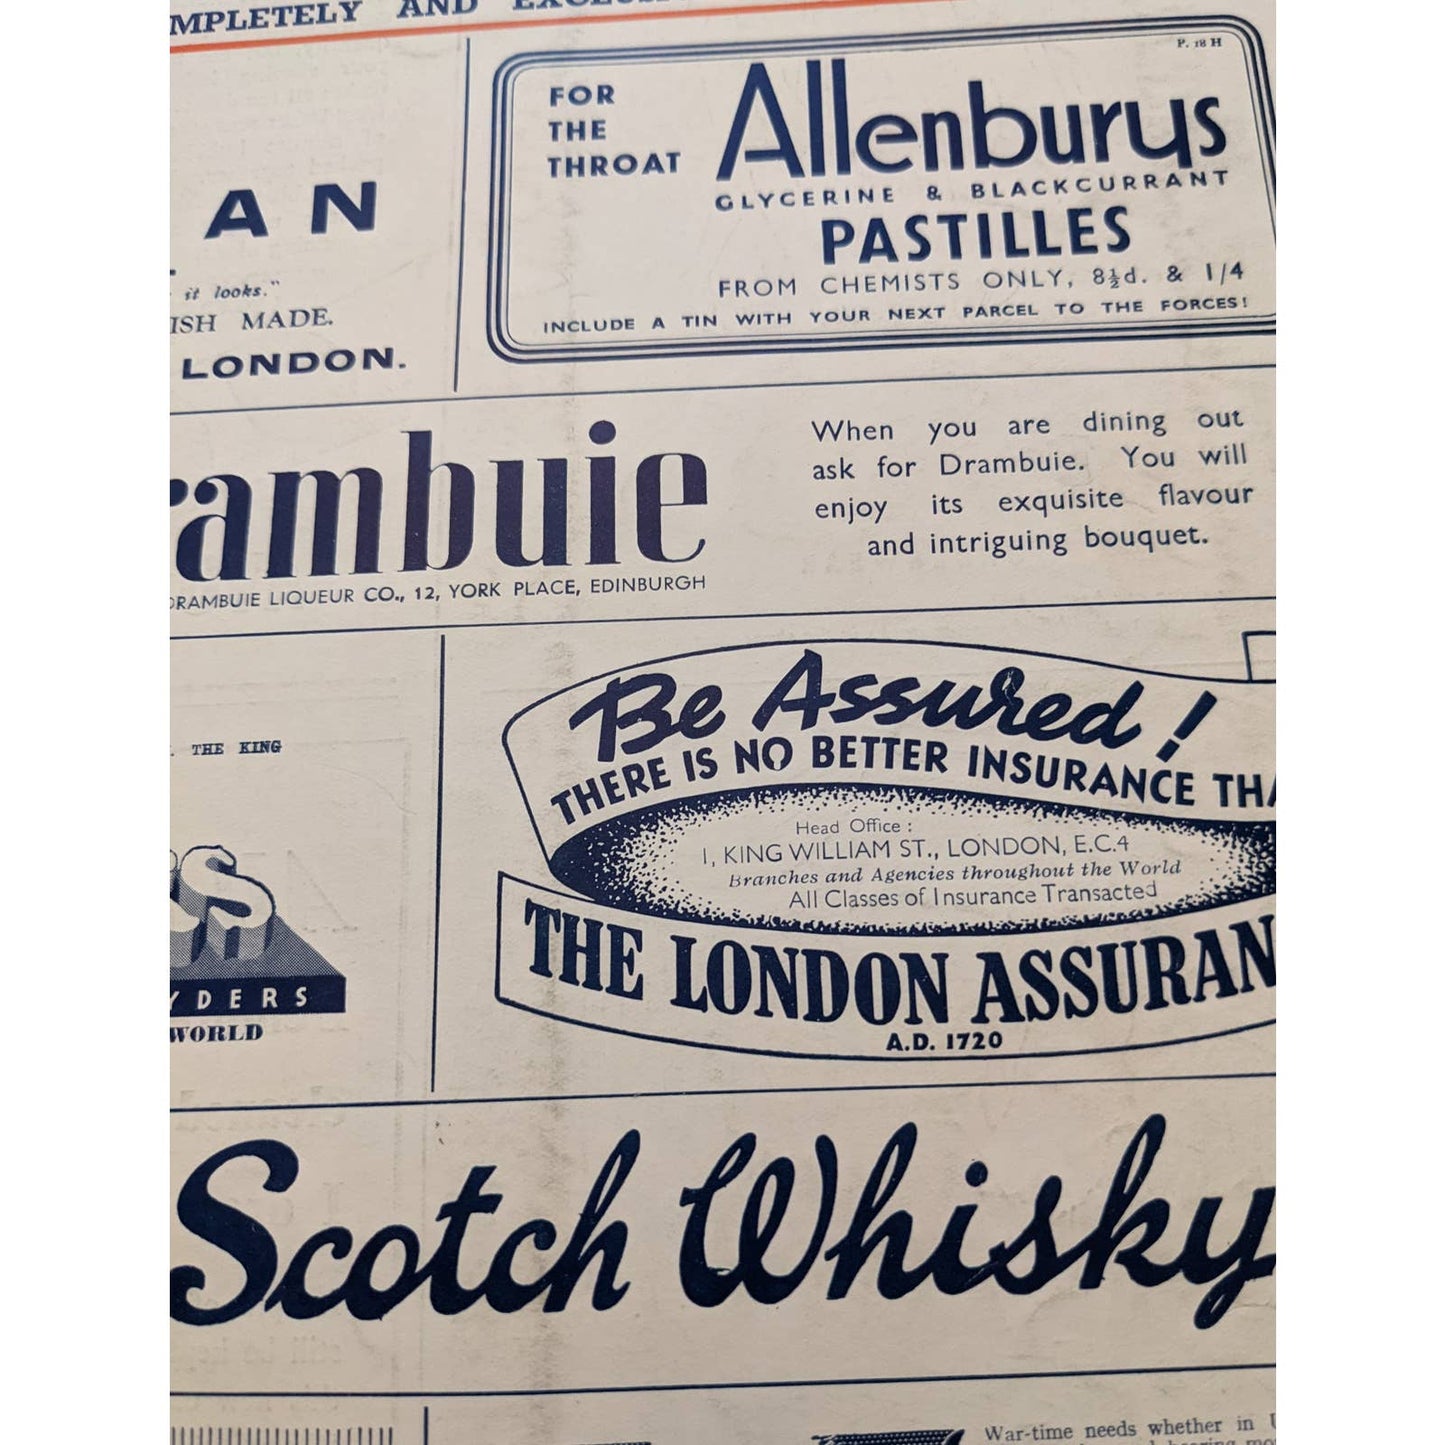 AND
AN
it looks."
MADE.
LONDON.
P. 18 H
FOR
THE
THROAT
Allenburys
GLYCERINE & BLACKCURRANT
PASTILLES
FROM CHEMISTS ONLY, 8½d. & 1/4
INCLUDE A TIN WITH YOUR NEXT PARCEL TO THE FORCES!
rambuie
DRAMBUIE LIQUEUR CO., 12, YORK PLACE, EDINBURGH
When you are dining out
ask for Drambuie. You will
enjoy its exquisite flavour
and intriguing bouquet.
THE KING
YDERS
WORLD
Be Assured!
THERE IS NO BETTER INSURANCE THA
Head Office :
1, KING WILLIAM ST., LONDON, E.C.4
Branches and Agencies throughout the World
All Classes of Insurance Transacted
THE LONDON ASSURAN
A.D. 1720
Scotch Whisky
War-time needs whether in